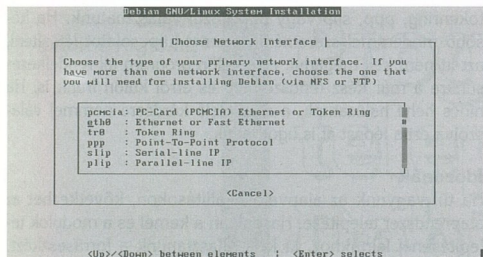 Debian GNU/Linux System Installation
Choose Network Interface
Choose the type of your primary network interface. If you
have more than one network interface, choose the one that
you will need for installing Debian (via NFS or FTP)
pcmcia: PC-Card (PCMCIA) Ethernet or Token Ring
eth0 : Ethernet or Fast Ethernet
tr0 : Token Ring
ppp : Point-To-Point Protocol
slip : Serial-line IP
plip : Parallel-line IP
<Cancel>
<Up>/<Down> between elements : <Enter> selects